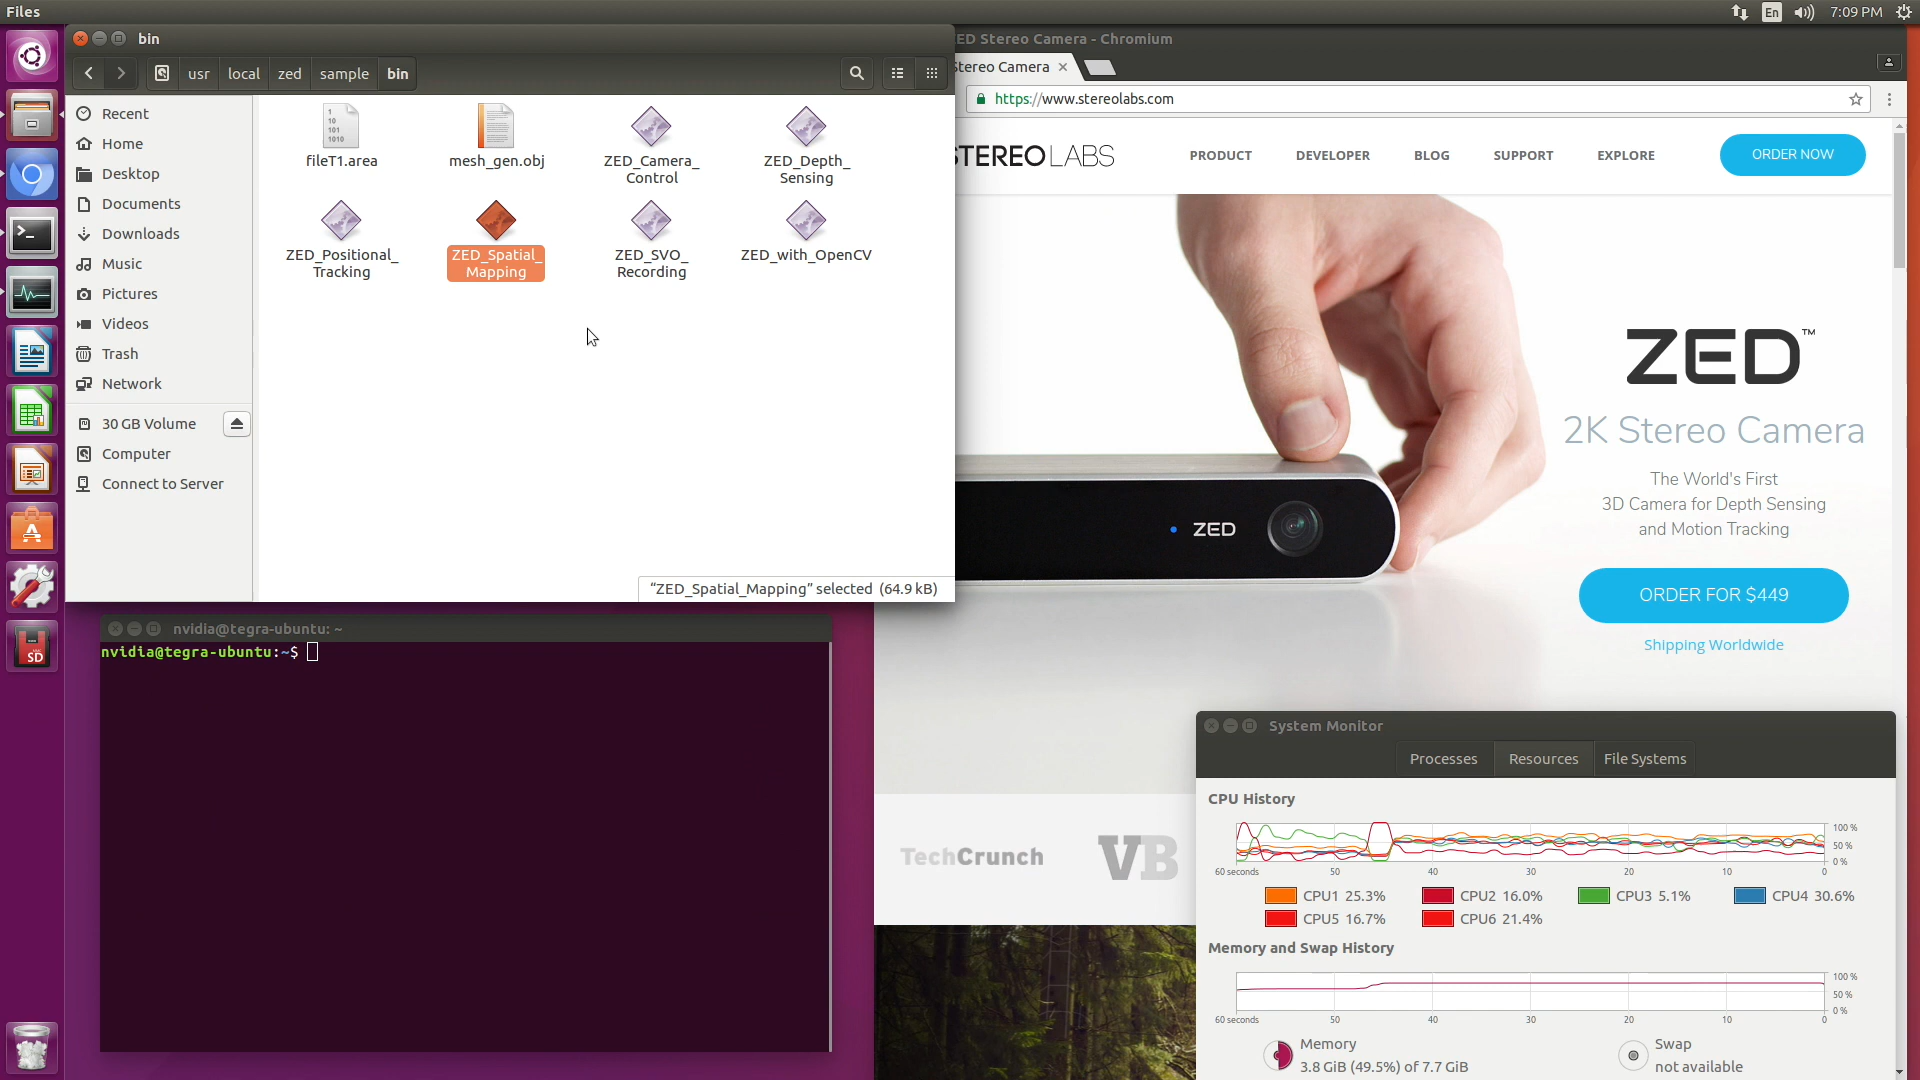 Files
En
7:09 PM
bin
usr
local
zed
sample
bin
Recent
Home
Desktop
Documents
Downloads
Music
Pictures
Videos
Trash
Network
30 GB Volume
Computer
Connect to Server
1
10
101
1010
fileT1.area
mesh_gen.obj
ZED_Camera_
Control
ZED_Depth_
Sensing
ZED_Positional_
Tracking
ZED_Spatial_
Mapping
ZED_SVO_
Recording
ZED_with_OpenCV
“ZED_Spatial_Mapping” selected (64.9 kB)
SD
nvidia@tegra-ubuntu: ~
nvidia@tegra-ubuntu:~$
ED Stereo Camera - Chromium
Stereo Camera
https://www.stereolabs.com
STEREOLABS
PRODUCT
DEVELOPER
BLOG
SUPPORT
EXPLORE
ORDER NOW
ZED™
2K Stereo Camera
The World's First
3D Camera for Depth Sensing
and Motion Tracking
ZED
ORDER FOR $449
Shipping Worldwide
TechCrunch
VB
System Monitor
Processes
Resources
File Systems
CPU History
100 %
50 %
0 %
60 seconds 50 40 30 20 10 0
CPU1 25.3% CPU2 16.0% CPU3 5.1% CPU4 30.6%
CPU5 16.7% CPU6 21.4%
Memory and Swap History
100 %
50 %
0 %
60 seconds 50 40 30 20 10 0
Memory
3.8 GiB (49.5%) of 7.7 GiB
Swap
not available